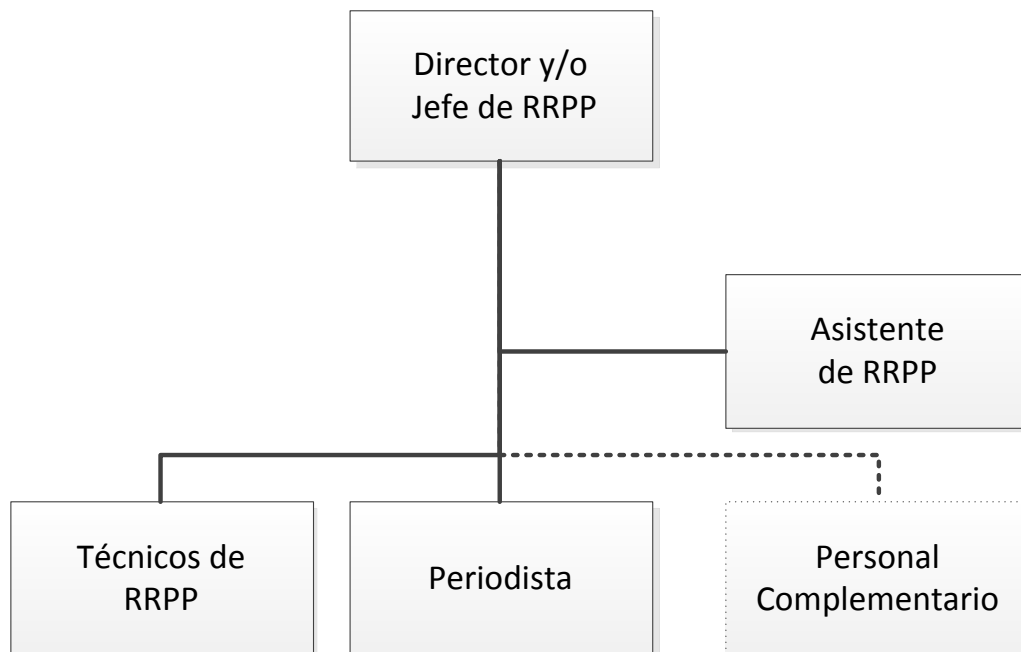 Director y/o
Jefe de RRPP
Asistente
de RRPP
Técnicos de
RRPP
Periodista
Personal
Complementario